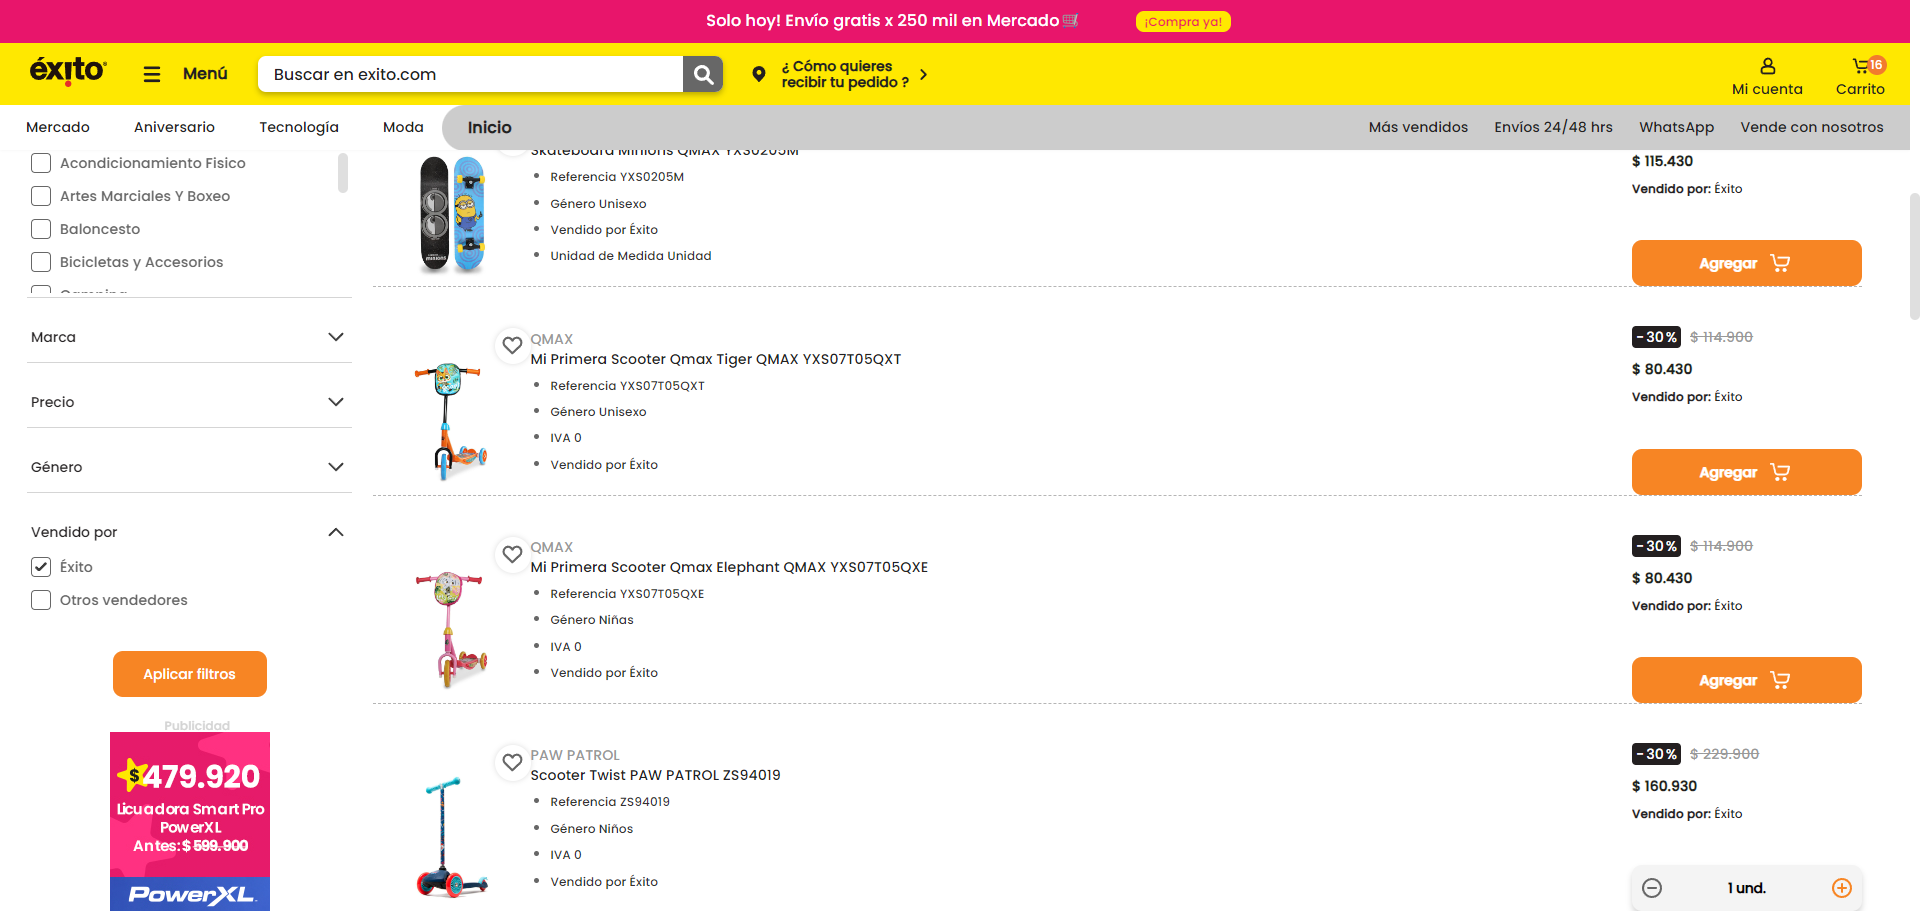 Solo hoy! Envío gratis x 250 mil en Mercado
¡Compra ya!
éxito
Menú
Buscar en exito.com
¿ Cómo quieres
recibir tu pedido ?
Mi cuenta
16
Carrito
Mercado
Aniversario
Tecnología
Moda
Inicio
Más vendidos
Envíos 24/48 hrs
WhatsApp
Vende con nosotros
Acondicionamiento Fisico
Artes Marciales Y Boxeo
Baloncesto
Bicicletas y Accesorios
Camping
Marca
Precio
Género
Vendido por
Éxito
Otros vendedores
Aplicar filtros
Publicidad
$479.920
Licuadora Smart Pro
PowerXL
Antes: $ 599.900
PowerXL
Skateboard Minions QMAX YXS0205M
Referencia YXS0205M
Género Unisexo
Vendido por Éxito
Unidad de Medida Unidad
$ 115.430
Vendido por: Éxito
Agregar
QMAX
Mi Primera Scooter Qmax Tiger QMAX YXS07T05QXT
Referencia YXS07T05QXT
Género Unisexo
IVA 0
Vendido por Éxito
-30% $ 114.900
$ 80.430
Vendido por: Éxito
Agregar
QMAX
Mi Primera Scooter Qmax Elephant QMAX YXS07T05QXE
Referencia YXS07T05QXE
Género Niñas
IVA 0
Vendido por Éxito
-30% $ 114.900
$ 80.430
Vendido por: Éxito
Agregar
PAW PATROL
Scooter Twist PAW PATROL ZS94019
Referencia ZS94019
Género Niños
IVA 0
Vendido por Éxito
-30% $ 229.900
$ 160.930
Vendido por: Éxito
1 und.